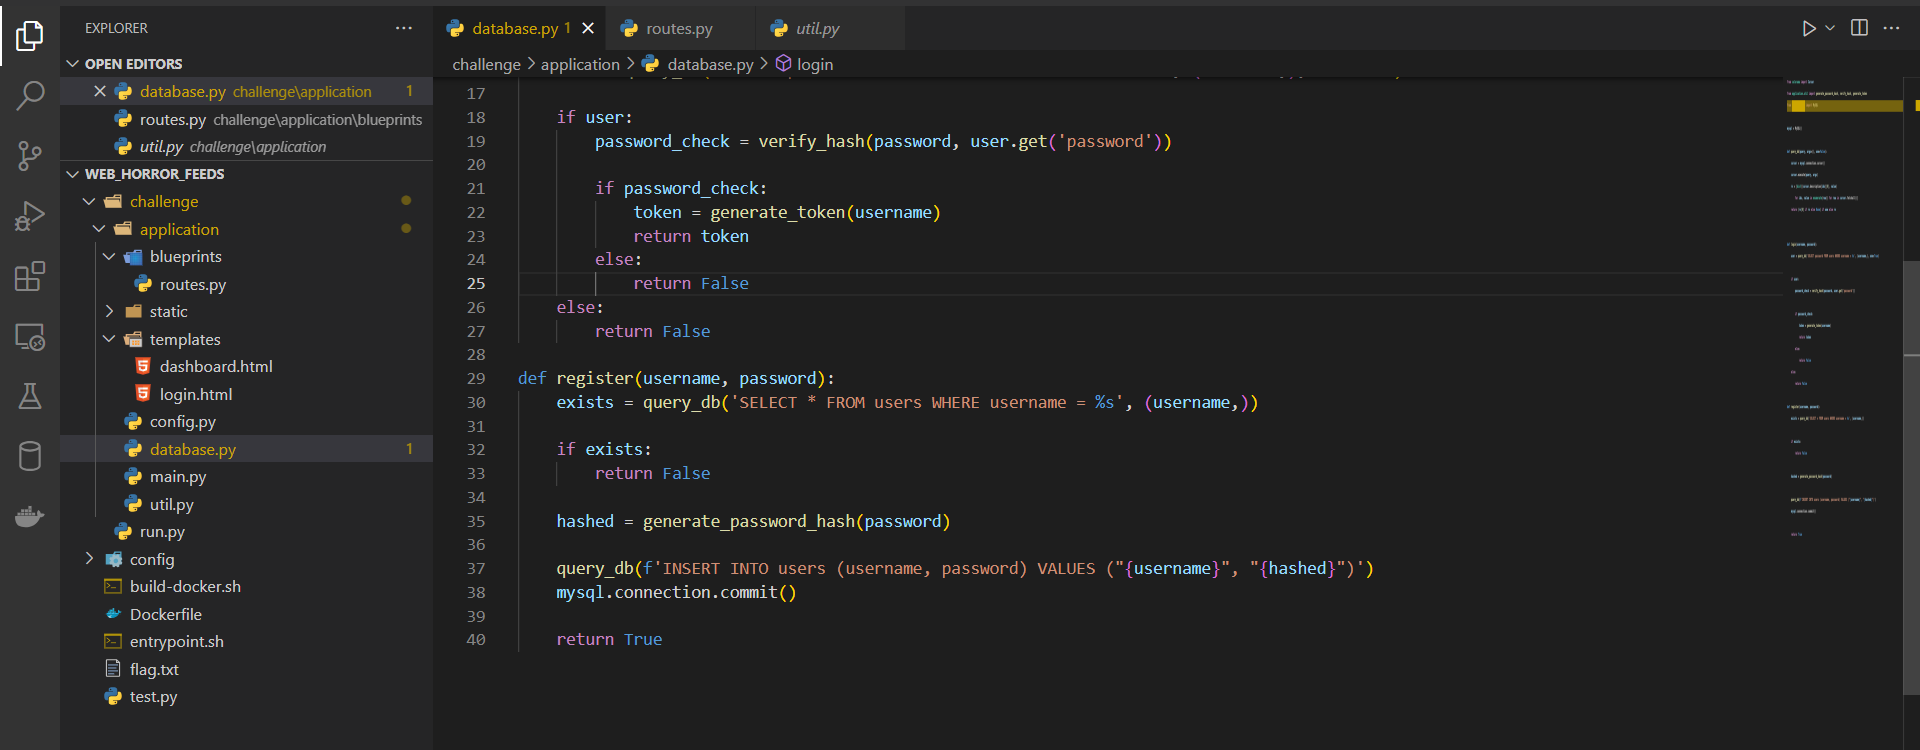 EXPLORER
OPEN EDITORS
database.py challenge\application 1
routes.py challenge\application\blueprints
util.py challenge\application
WEB_HORROR_FEEDS
challenge
application
blueprints
routes.py
static
templates
dashboard.html
login.html
config.py
database.py 1
main.py
util.py
run.py
config
build-docker.sh
Dockerfile
entrypoint.sh
flag.txt
test.py
database.py 1
routes.py
util.py
challenge > application > database.py > login
17
18 if user:
19 password_check = verify_hash(password, user.get('password'))
20
21 if password_check:
22 token = generate_token(username)
23 return token
24 else:
25 return False
26 else:
27 return False
28
29 def register(username, password):
30 exists = query_db('SELECT * FROM users WHERE username = %s', (username,))
31
32 if exists:
33 return False
34
35 hashed = generate_password_hash(password)
36
37 query_db(f'INSERT INTO users (username, password) VALUES ("{username}", "{hashed}")')
38 mysql.connection.commit()
39
40 return True